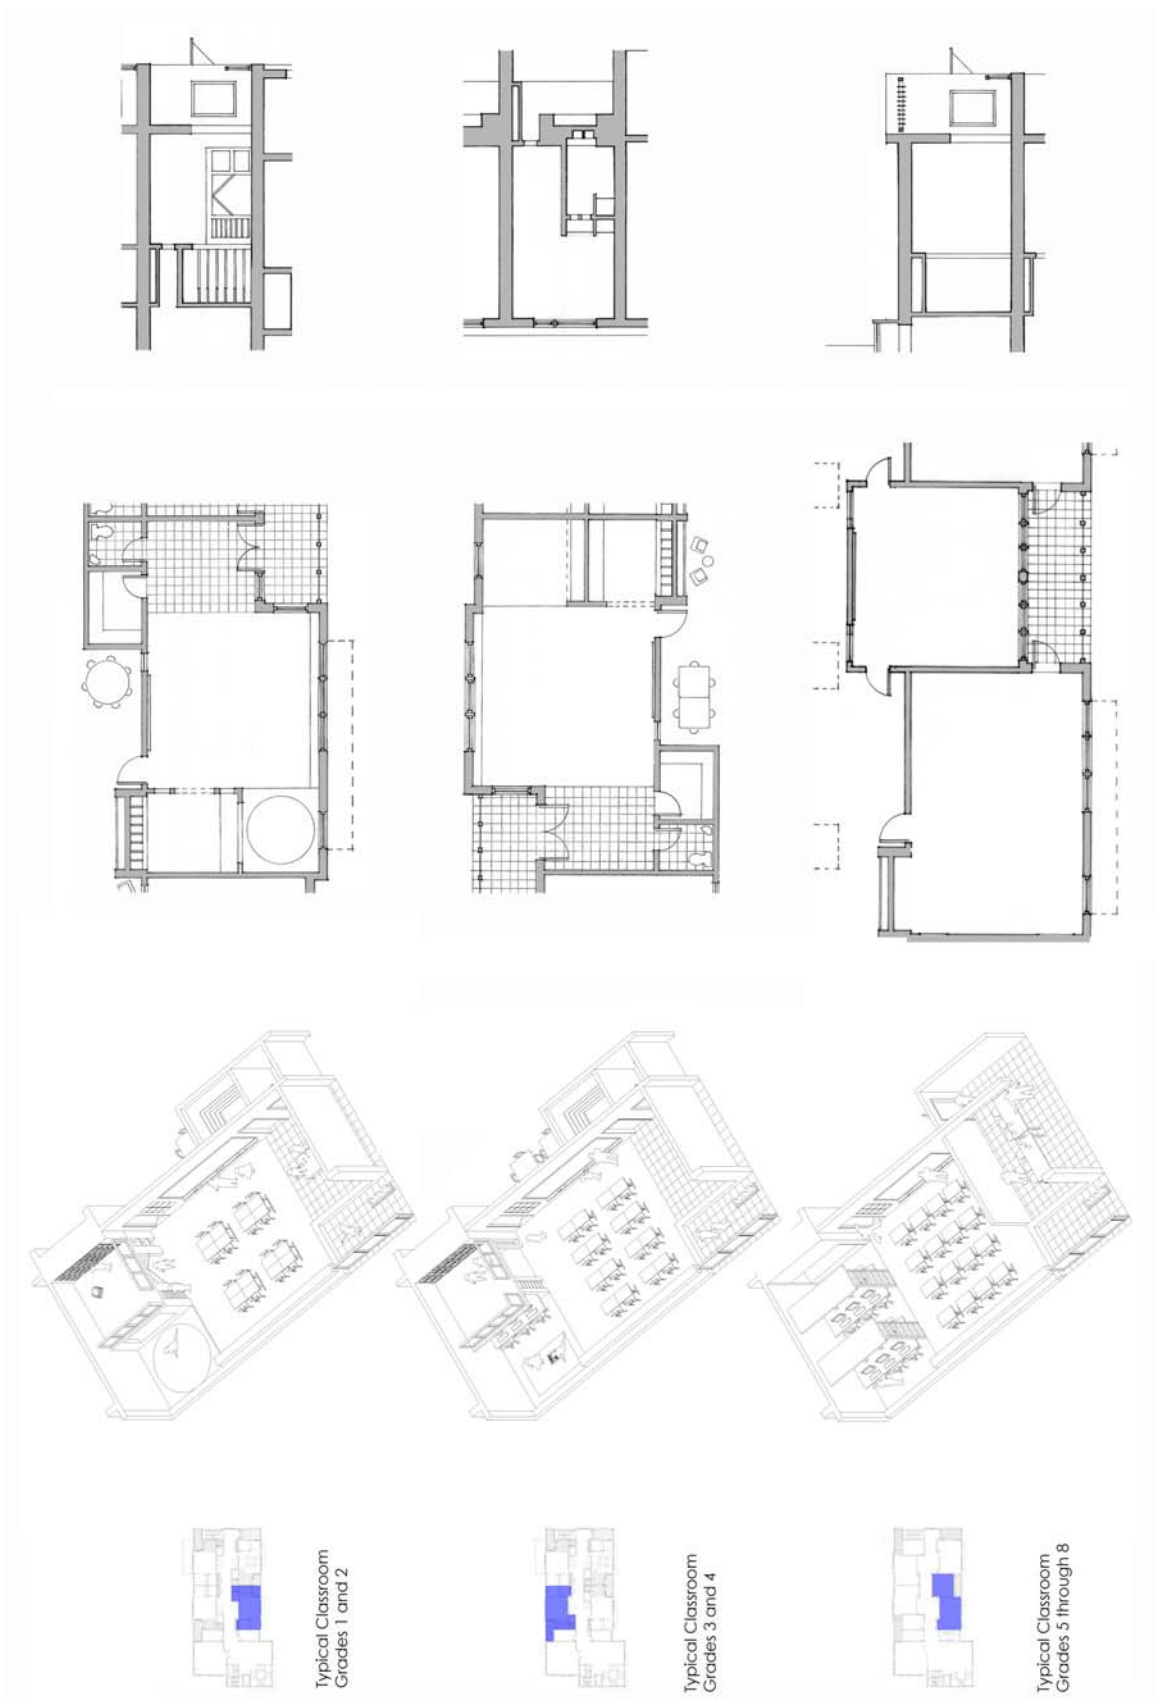 Typical Classroom
Grades 1 and 2
Typical Classroom
Grades 3 and 4
Typical Classroom
Grades 5 through 8